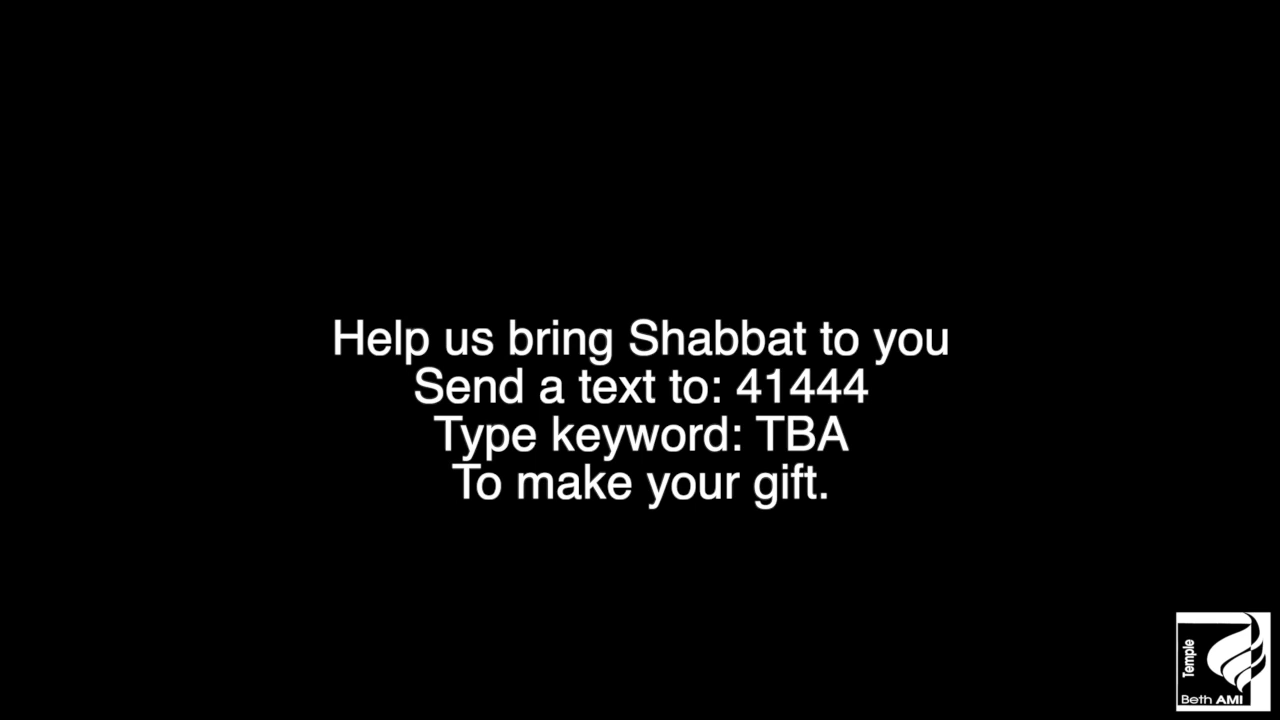 Help us bring Shabbat to you
Send a text to: 41444
Type keyword: TBA
To make your gift.
Temple
Beth AMI